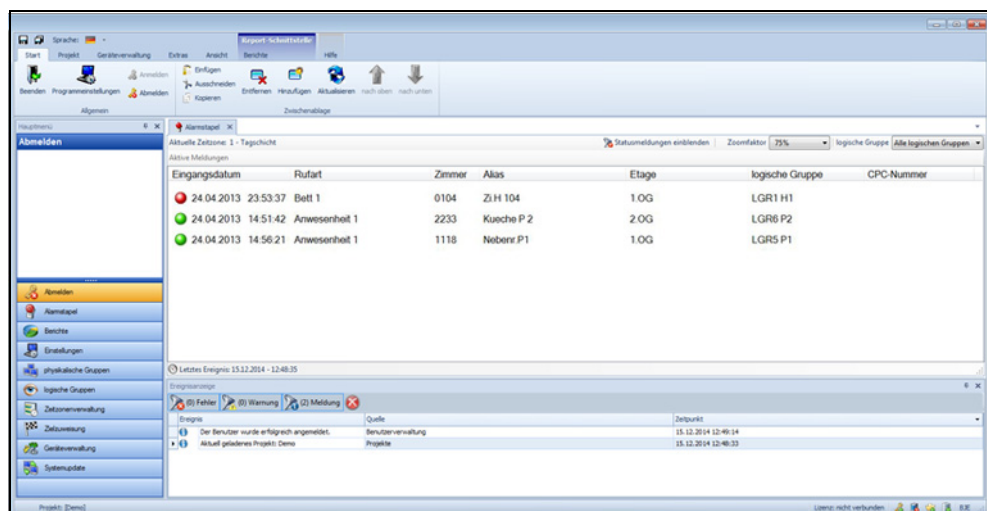 Sprache:
Report-Schnittstelle
Start Projekt Geräteverwaltung Extras Ansicht Berichte Hilfe
Beenden Programmeinstellungen Anmelden Abmelden
Einfügen Ausschneiden Kopieren
Entfernen Hinzufügen Aktualisieren nach oben nach unten
Allgemein Zwischenablage
Hauptmenü
Abmelden
Alarmstapel
Aktuelle Zeitzone: 1 - Tagschicht Statusmeldungen einblenden Zoomfaktor 75% logische Gruppe Alle logischen Gruppen
Aktive Meldungen
Eingangsdatum Rufart Zimmer Alias Etage logische Gruppe CPC-Nummer
24.04.2013 23:53:37 Bett 1 0104 Zi.H 104 1.OG LGR1 H1
24.04.2013 14:51:42 Anwesenheit 1 2233 Kueche P 2 2.OG LGR6 P2
24.04.2013 14:56:21 Anwesenheit 1 1118 Nebenr.P1 1.OG LGR5 P1
Abmelden
Alarmstapel
Berichte
Einstellungen
physikalische Gruppen
logische Gruppen
Zeitzonenverwaltung
Zielzuweisung
Geräteverwaltung
Systemupdate
Letztes Ereignis: 15.12.2014 - 12:48:35
Ereignisanzeige
(0) Fehler (0) Warnung (2) Meldung
Ereignis Quelle Zeitpunkt
Der Benutzer wurde erfolgreich angemeldet. Benutzerverwaltung 15.12.2014 12:49:14
Aktuell geladenes Projekt: Demo Projekte 15.12.2014 12:48:33
Projekt: [Demo] Lizenz: nicht verbunden